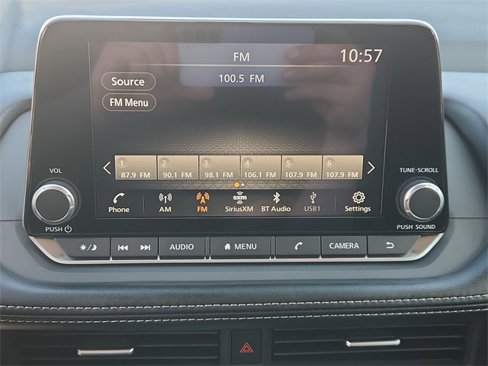 FM 10:57
Source 100.5 FM
FM Menu
VOL TUNE•SCROLL
1 2 3 4 5 6
87.9 FM 90.1 FM 98.1 FM 106.1 FM 107.9 FM 107.9 FM
Phone AM FM SiriusXM BT Audio USB1 Settings
PUSH PUSH SOUND
AUDIO MENU CAMERA